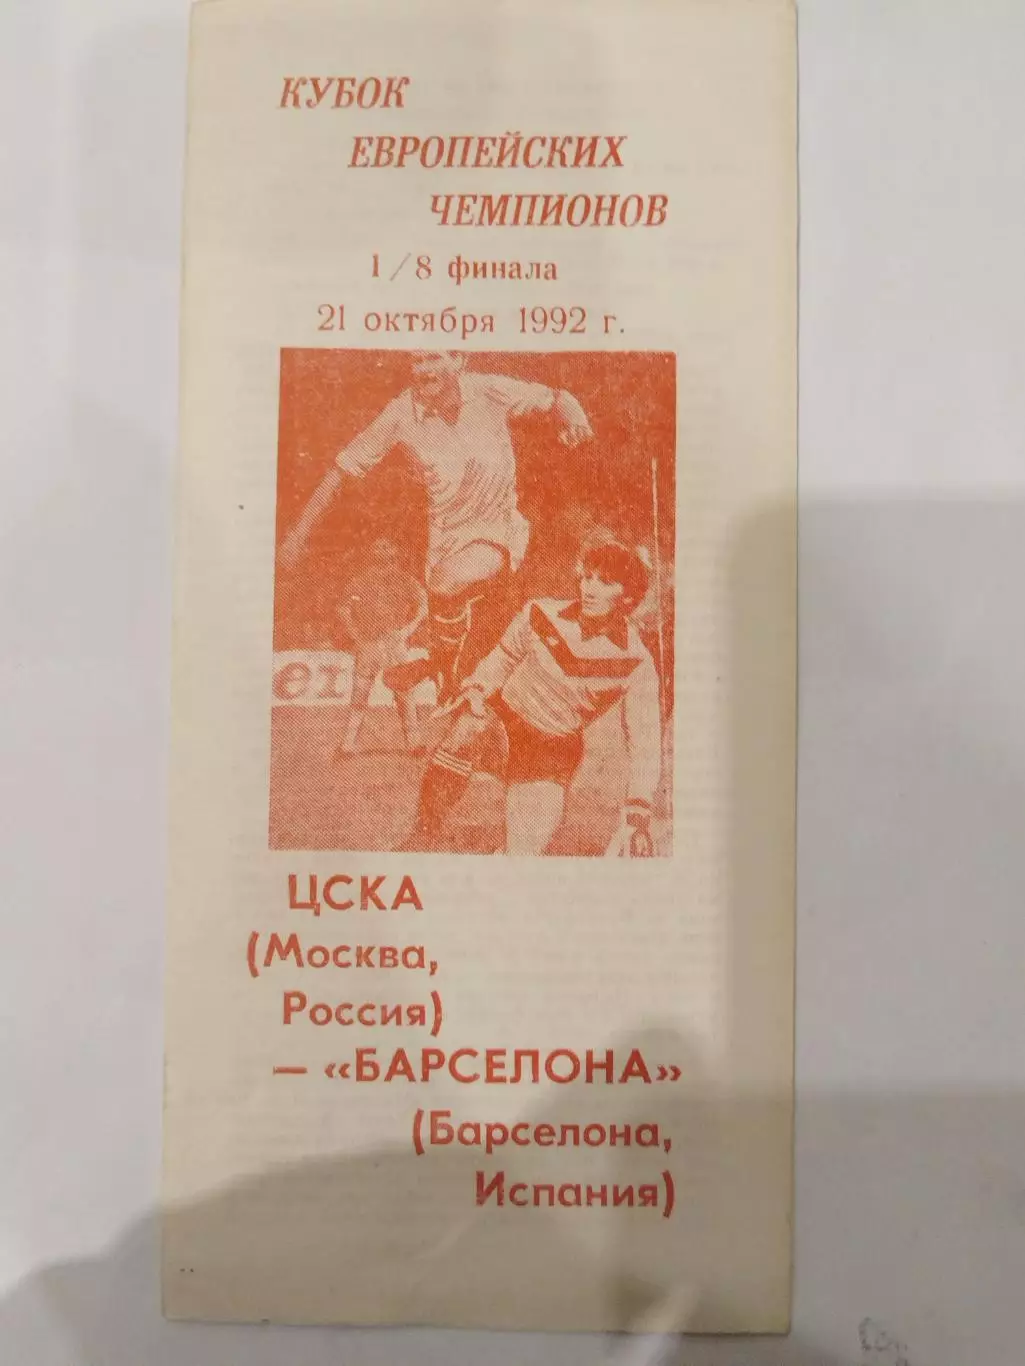 КУБОК
ЕВРОПЕЙСКИХ
ЧЕМПИОНОВ
1/8 финала
21 октября 1992 г.
ЦСКА
(Москва,
Россия)
— «БАРСЕЛОНА»
(Барселона,
Испания)